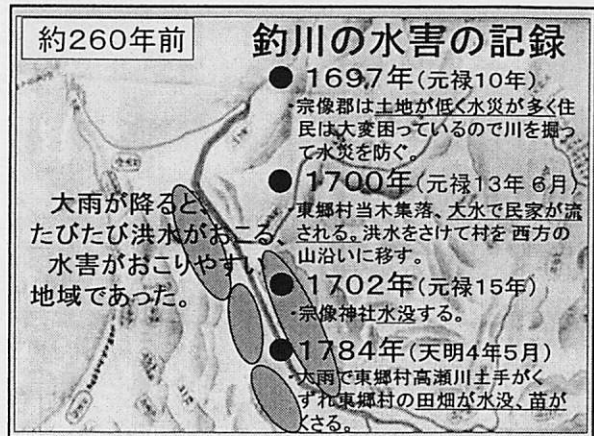 約260年前
釣川の水害の記録
●1697年(元禄10年)
・宗像郡は土地が低く水災が多く住
民は大変困っているので川を掘っ
て水災を防ぐ。
●1700年(元禄13年 6月)
・東郷村当木集落、大水で民家が流
される。洪水をさけて村を 西方の
山沿いに移す。
●1702年(元禄15年)
・宗像神社水没する。
●1784年(天明4年5月)
・大雨で東郷村高瀬川土手がく
ずれ東郷村の田畑が水没、苗が
くさる。
大雨が降ると、
たびたび洪水がおこる、
水害がおこりやすい
地域であった。